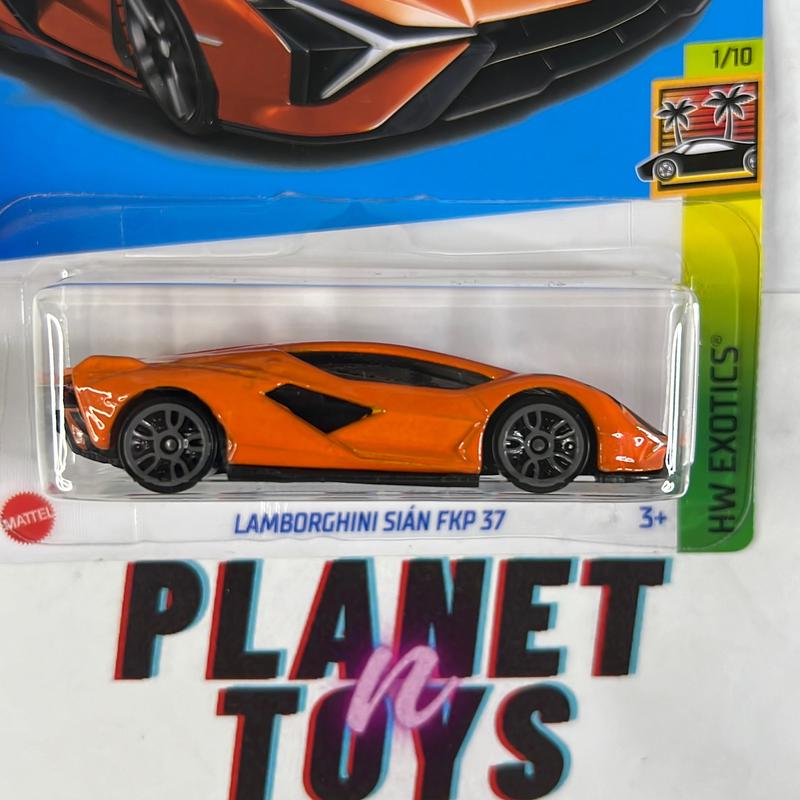 1/10
HW EXOTICS®
MATTEL
LAMBORGHINI SIÁN FKP 37
3+
PLANET
n
TOYS